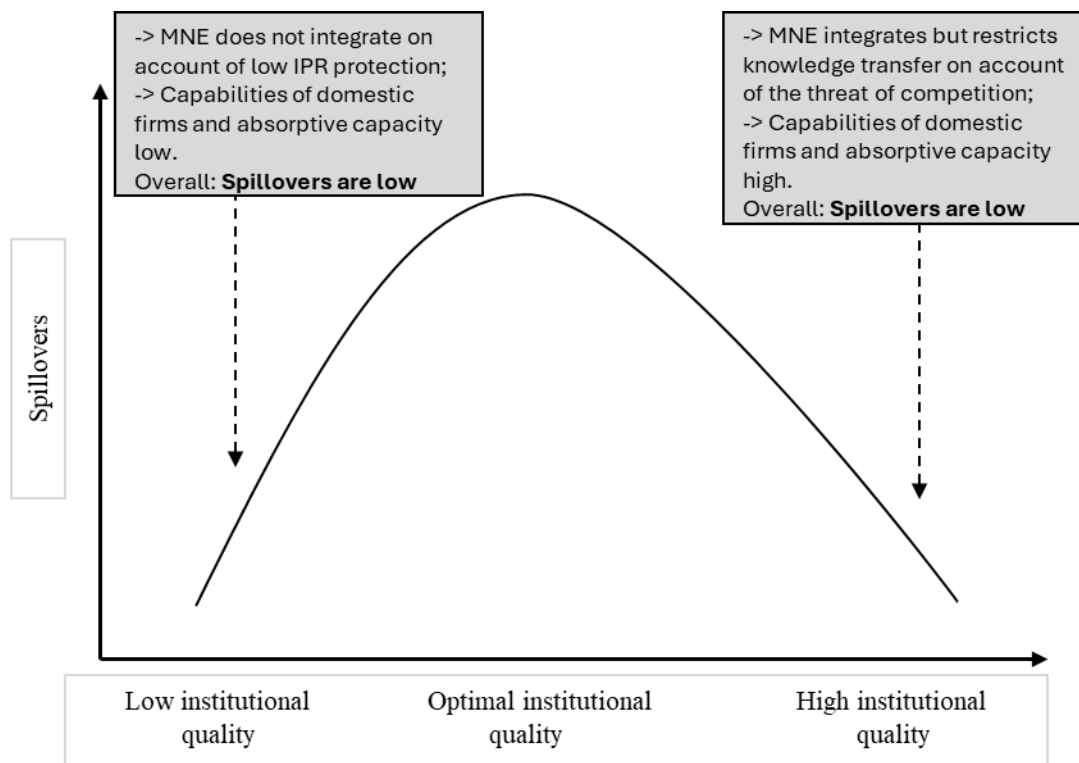 -> MNE does not integrate on
account of low IPR protection;
-> Capabilities of domestic
firms and absorptive capacity
low.
Overall: Spillovers are low
-> MNE integrates but restricts
knowledge transfer on account
of the threat of competition;
-> Capabilities of domestic
firms and absorptive capacity
high.
Overall: Spillovers are low
Spillovers
Low institutional
quality
Optimal institutional
quality
High institutional
quality